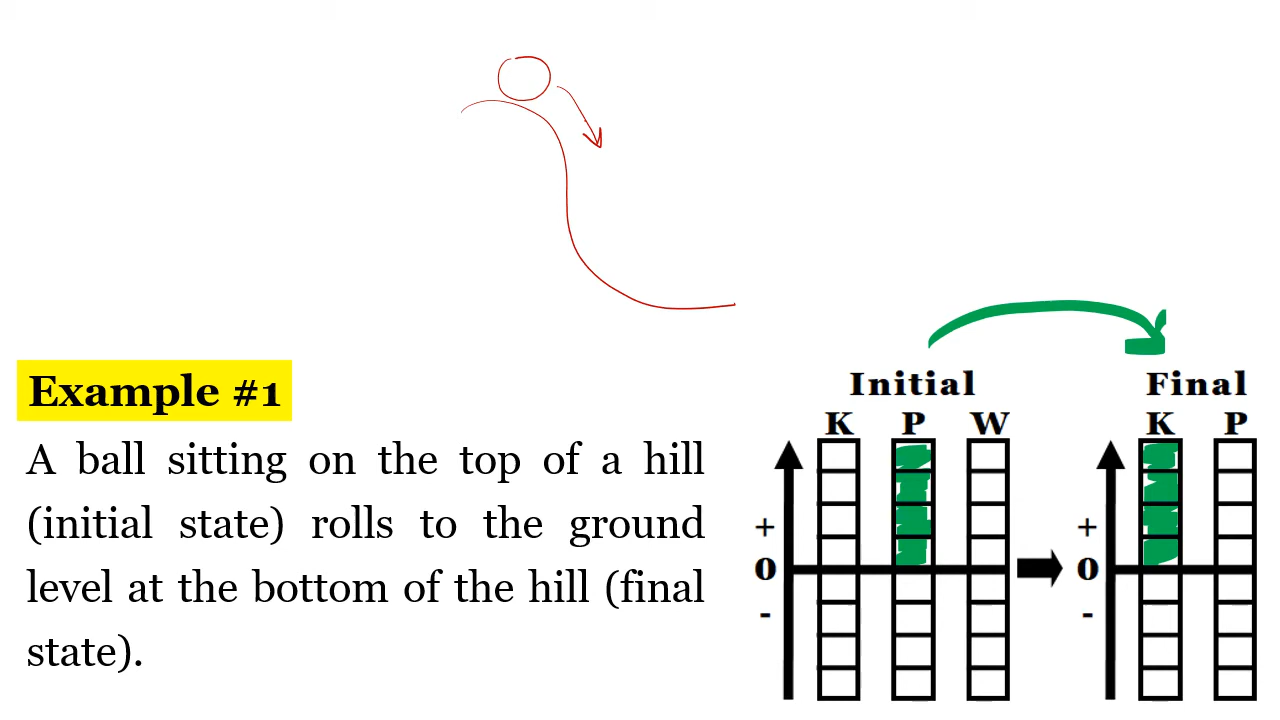 Example #1
A ball sitting on the top of a hill
(initial state) rolls to the ground
level at the bottom of the hill (final
state).
Initial
K P W
+
0
-
Final
K P
+
0
-